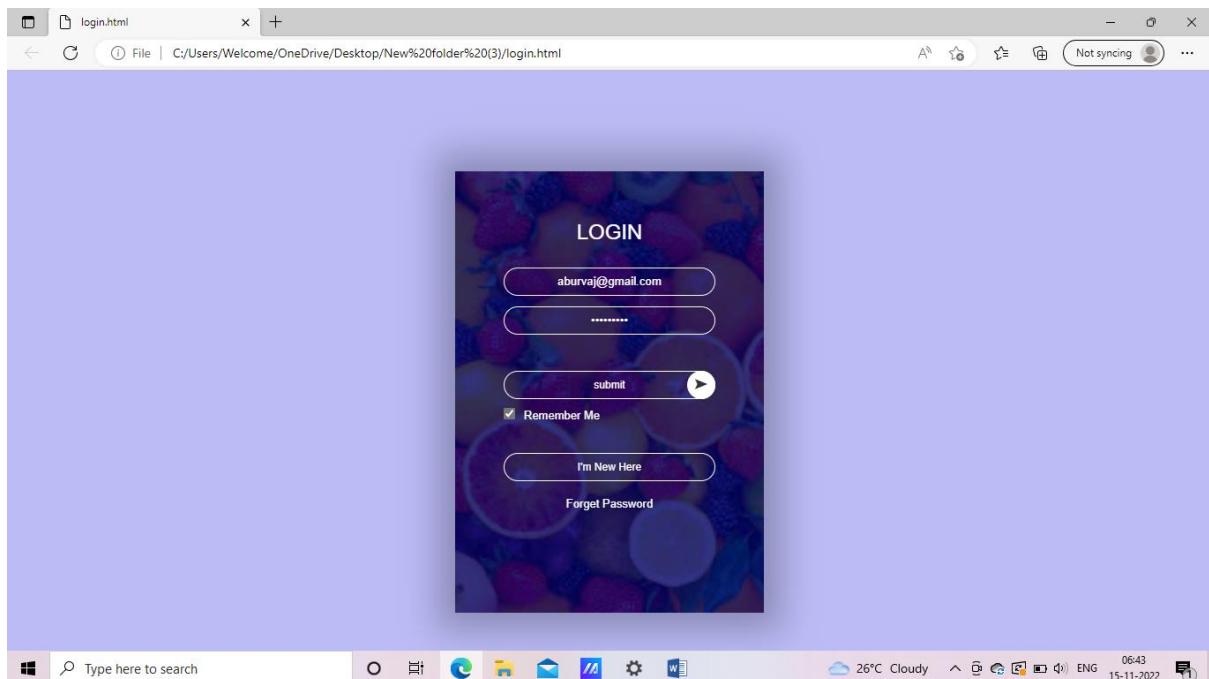 login.html
File | C:/Users/Welcome/OneDrive/Desktop/New%20folder%20(3)/login.html
Not syncing
LOGIN
aburvaj@gmail.com
submit
Remember Me
I'm New Here
Forget Password
Type here to search
26°C Cloudy
ENG
06:43
15-11-2022